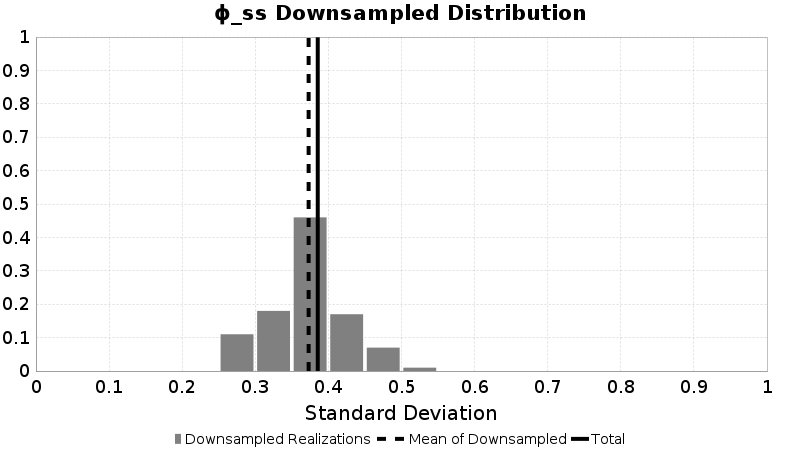 ϕ_ss Downsampled Distribution
1
0.9
0.8
0.7
0.6
0.5
0.4
0.3
0.2
0.1
0
0 0.1 0.2 0.3 0.4 0.5 0.6 0.7 0.8 0.9 1
Standard Deviation
Downsampled Realizations Mean of Downsampled Total